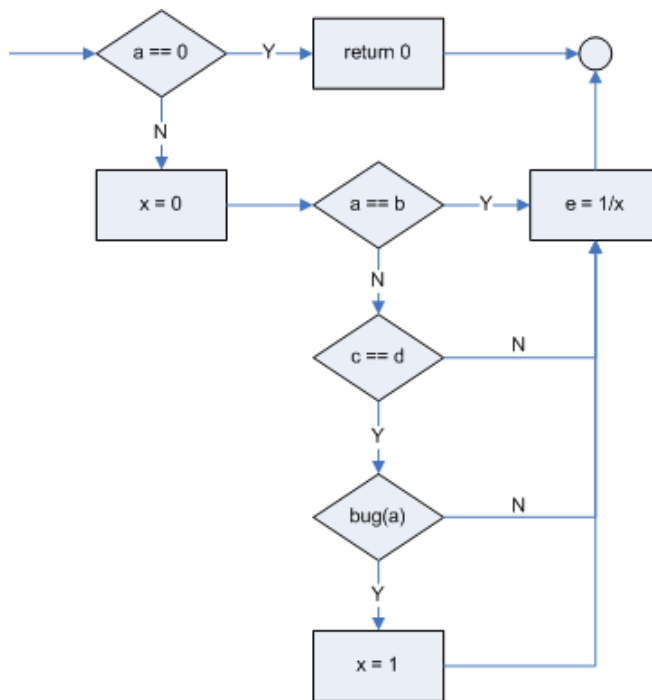 a == 0
Y
return 0
N
x = 0
a == b
Y
e = 1/x
N
c == d
N
Y
bug(a)
N
Y
x = 1